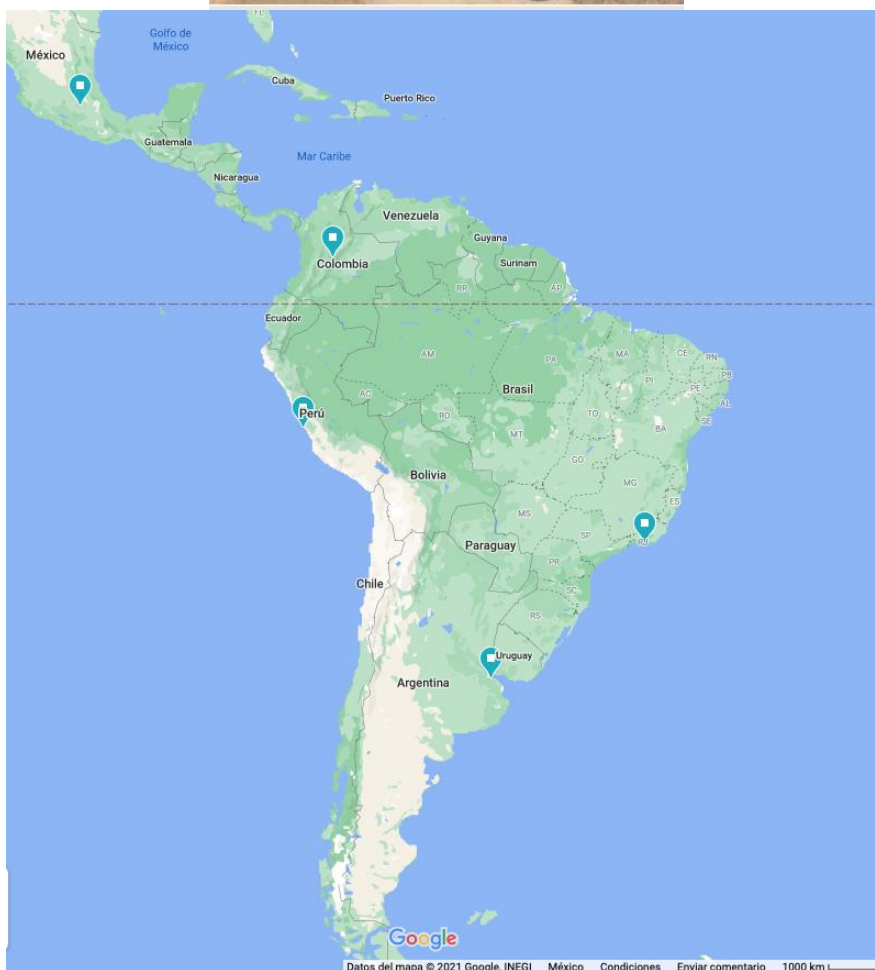 FL
Golfo de
México
México
Cuba
Puerto Rico
Guatemala
Mar Caribe
Nicaragua
Venezuela
Guyana
Surinam
Colombia
RR
AP
Ecuador
AM
PA
MA
CE
RN
PB
PI
PE
AL
SE
Brasil
AC
TO
RO
BA
Perú
MT
GO
Bolivia
MG
ES
MS
SP
RJ
Paraguay
PR
SC
Chile
RS
Uruguay
Argentina
Google
Datos del mapa © 2021 Google, INEGI México Condiciones Enviar comentario 1000 km